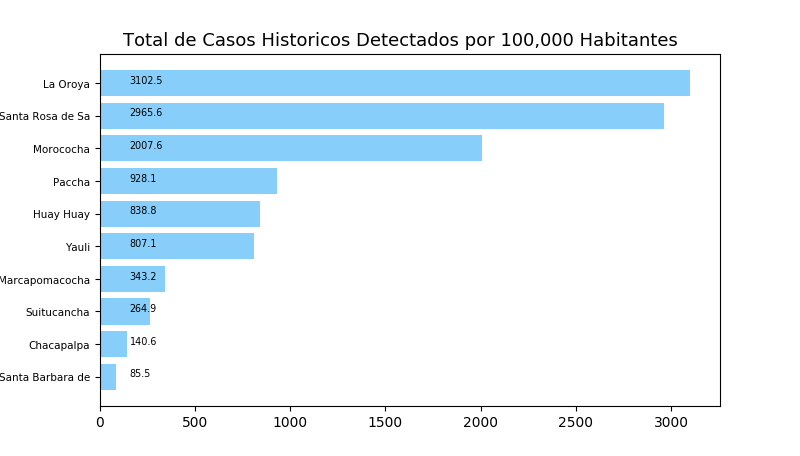 Total de Casos Historicos Detectados por 100,000 Habitantes
La Oroya 3102.5
Santa Rosa de Sa 2965.6
Morococha 2007.6
Paccha 928.1
Huay Huay 838.8
Yauli 807.1
Marcapomacocha 343.2
Suitucancha 264.9
Chacapalpa 140.6
Santa Barbara de 85.5
0 500 1000 1500 2000 2500 3000